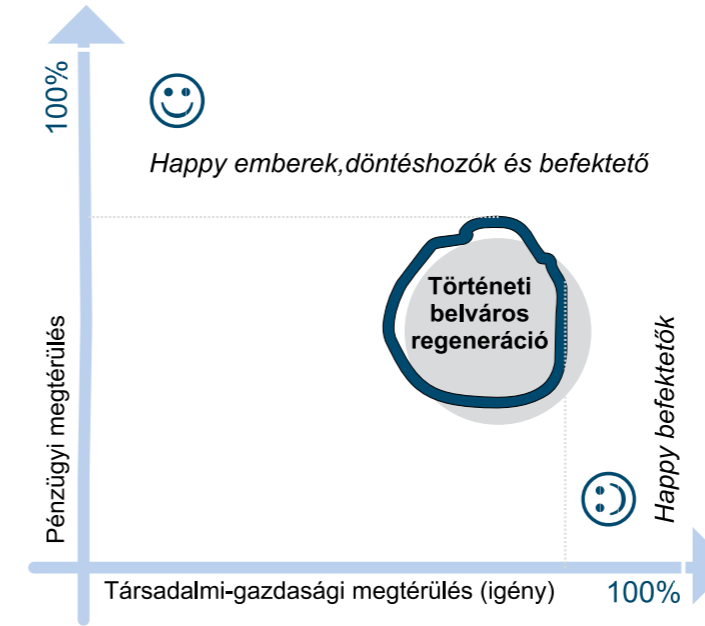 100%
Happy emberek,döntéshozók és befektető
Történeti
belváros
regeneráció
Pénzügyi megtérülés
Happy befektetők
Társadalmi-gazdasági megtérülés (igény)
100%